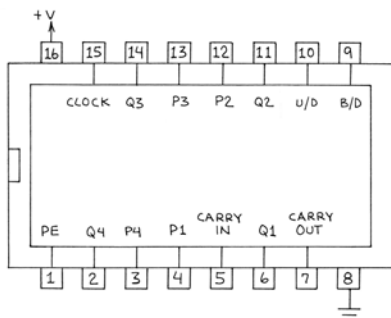 +V
16 15 14 13 12 11 10 9
CLOCK Q3 P3 P2 Q2 U/D B/D
CARRY CARRY
PE Q4 P4 P1 IN Q1 OUT
1 2 3 4 5 6 7 8